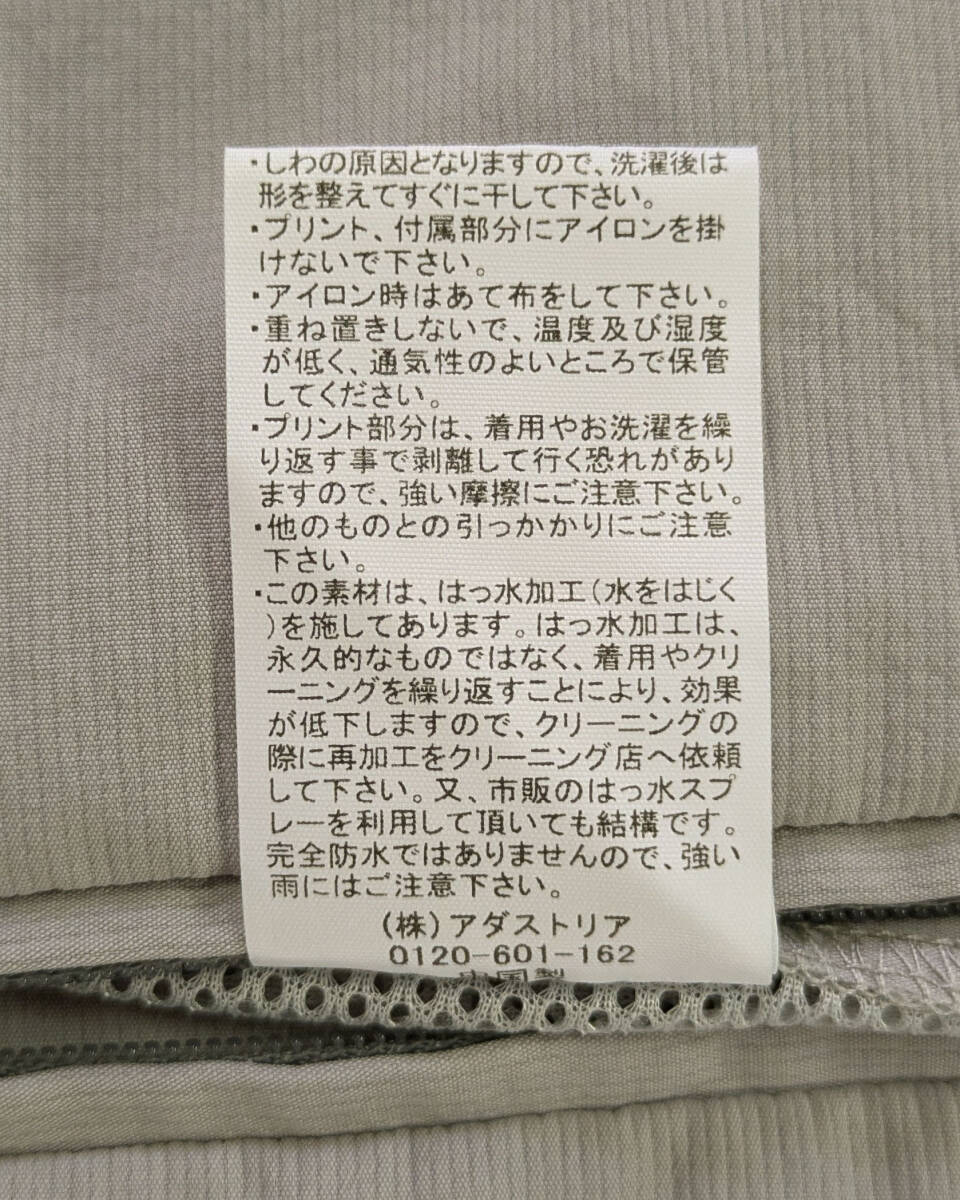 ・しわの原因となりますので、洗濯後は
形を整えてすぐに干して下さい。
・プリント、付属部分にアイロンを掛
けないで下さい。
・アイロン時はあて布をして下さい。
・重ね置きしないで、温度及び湿度
が低く、通気性のよいところで保管
してください。
・プリント部分は、着用やお洗濯を繰
り返す事で剥離して行く恐れがあり
ますので、強い摩擦にご注意下さい。
・他のものとの引っかかりにご注意
下さい。
・この素材は、はっ水加工(水をはじく
)を施してあります。はっ水加工は、
永久的なものではなく、着用やクリ
ーニングを繰り返すことにより、効果
が低下しますので、クリーニングの
際に再加工をクリーニング店へ依頼
して下さい。又、市販のはっ水スプ
レーを利用して頂いても結構です。
完全防水ではありませんので、強い
雨にはご注意下さい。
(株)アダストリア
0120-601-162
中国製